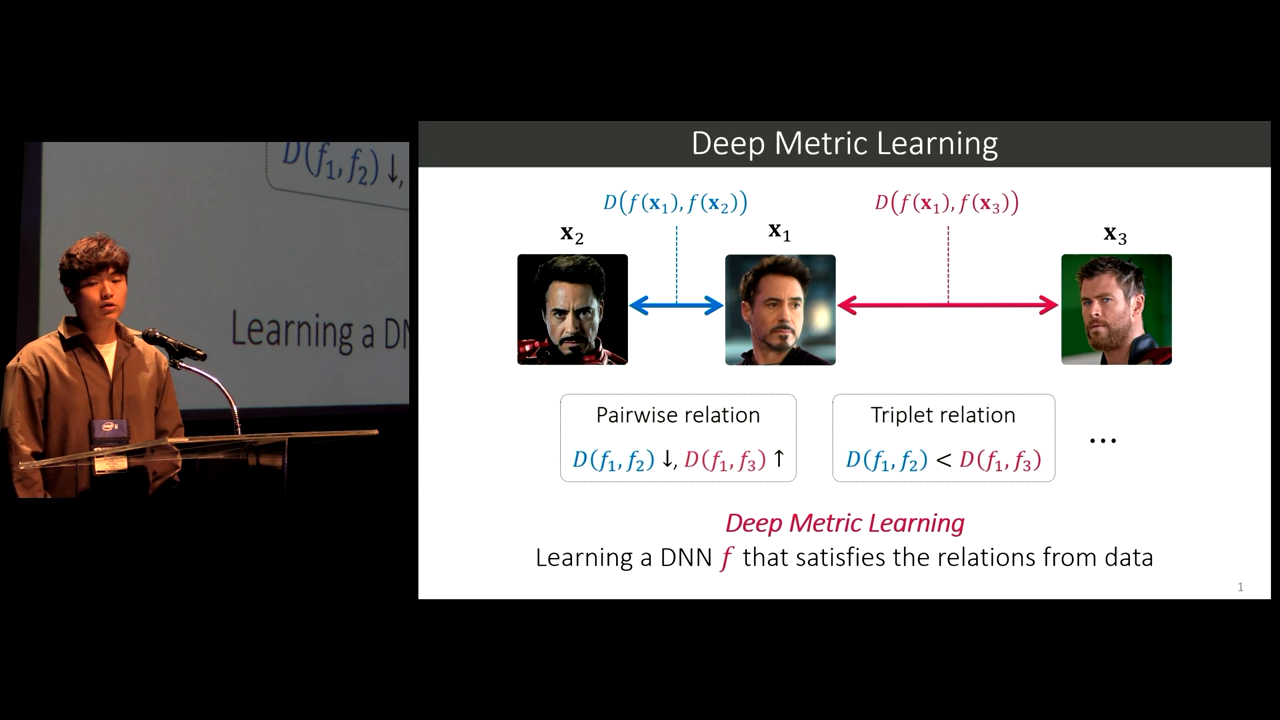 D(f₁, f₂) ↓,
Learning a DN
intel
Deep Metric Learning
D(f(x₁), f(x₂))
D(f(x₁), f(x₃))
x₂
x₁
x₃
Pairwise relation
D(f₁, f₂) ↓, D(f₁, f₃) ↑
Triplet relation
D(f₁, f₂) < D(f₁, f₃)
...
Deep Metric Learning
Learning a DNN f that satisfies the relations from data
1